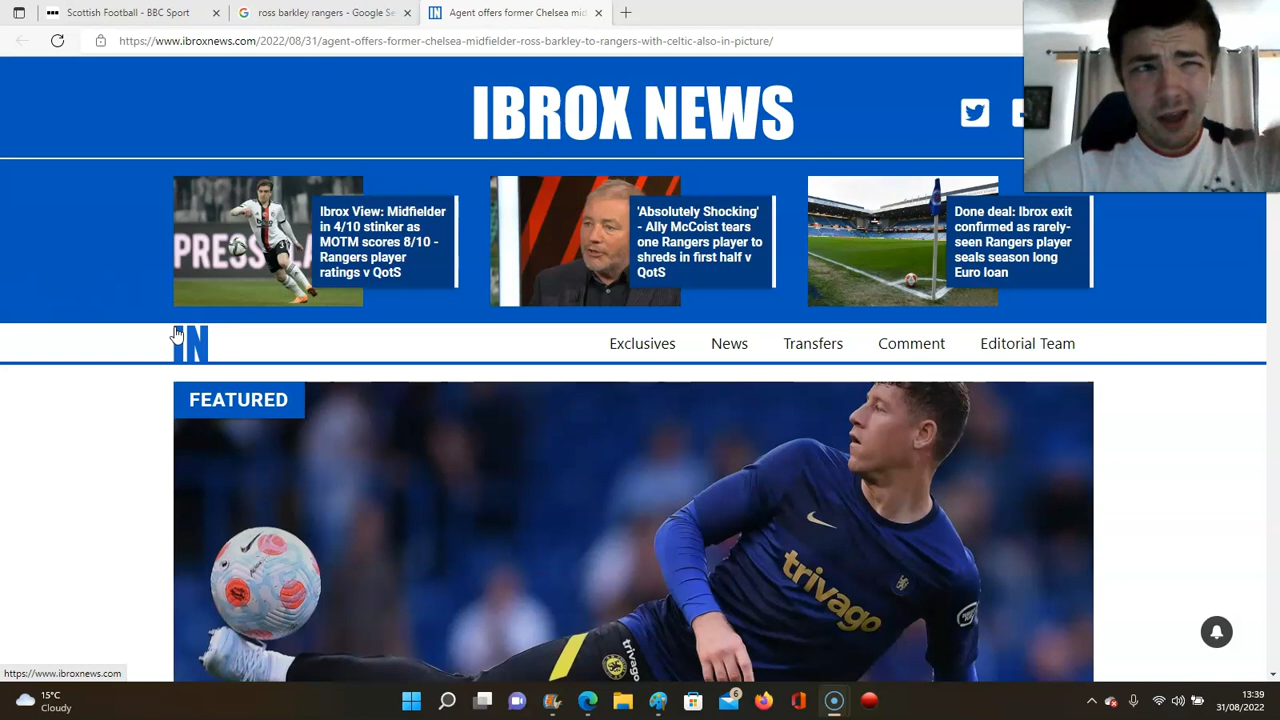 Scottish Football - BBC Sport
ross barkley rangers - Google Se
Agent offers former Chelsea mid
https://www.ibroxnews.com/2022/08/31/agent-offers-former-chelsea-midfielder-ross-barkley-to-rangers-with-celtic-also-in-picture/
IBROX NEWS
Ibrox View: Midfielder
in 4/10 stinker as
MOTM scores 8/10 -
Rangers player
ratings v QotS
'Absolutely Shocking'
- Ally McCoist tears
one Rangers player to
shreds in first half v
QotS
Done deal: Ibrox exit
confirmed as rarely-
seen Rangers player
seals season long
Euro loan
IN
Exclusives
News
Transfers
Comment
Editorial Team
FEATURED
trivago
trivago
https://www.ibroxnews.com
15°C
Cloudy
6
13:39
31/08/2022